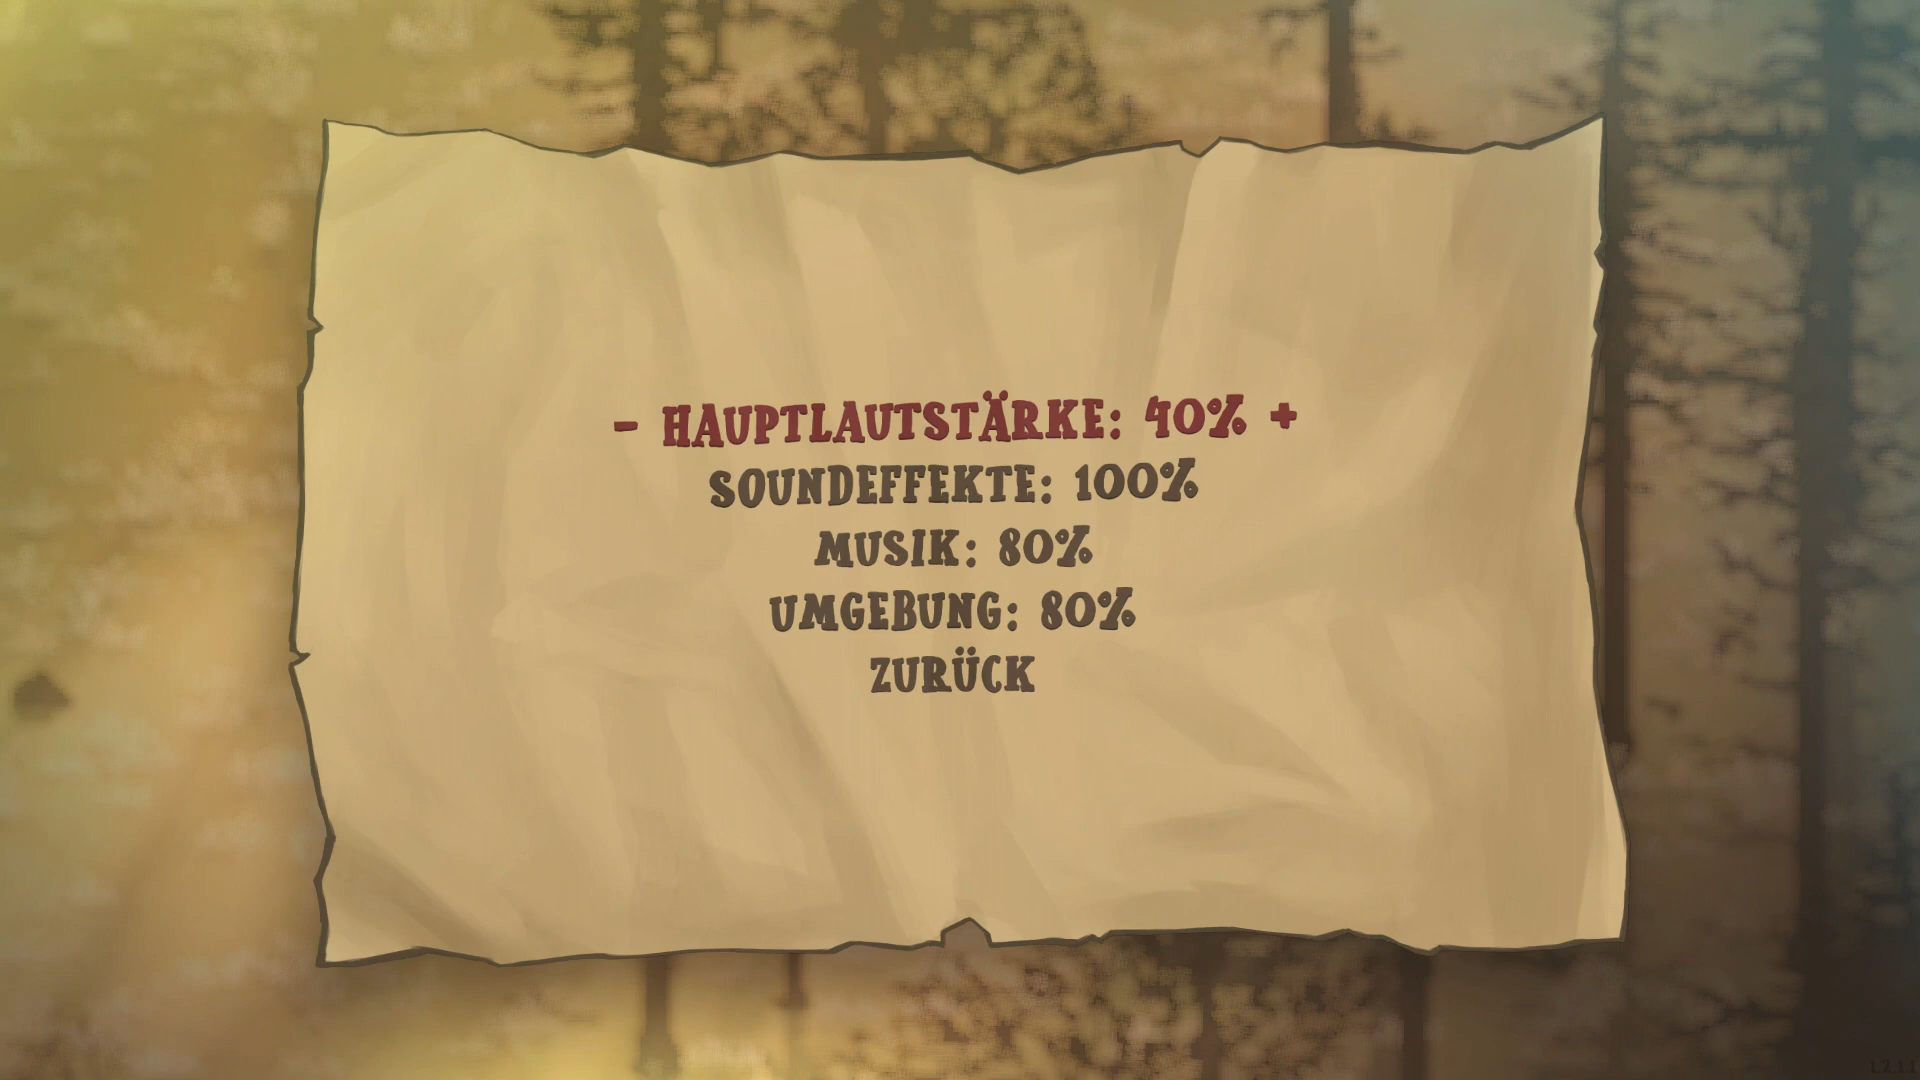 - HAUPTLAUTSTÄRKE: 40% +
SOUNDEFFEKTE: 100%
MUSIK: 80%
UMGEBUNG: 80%
ZURÜCK